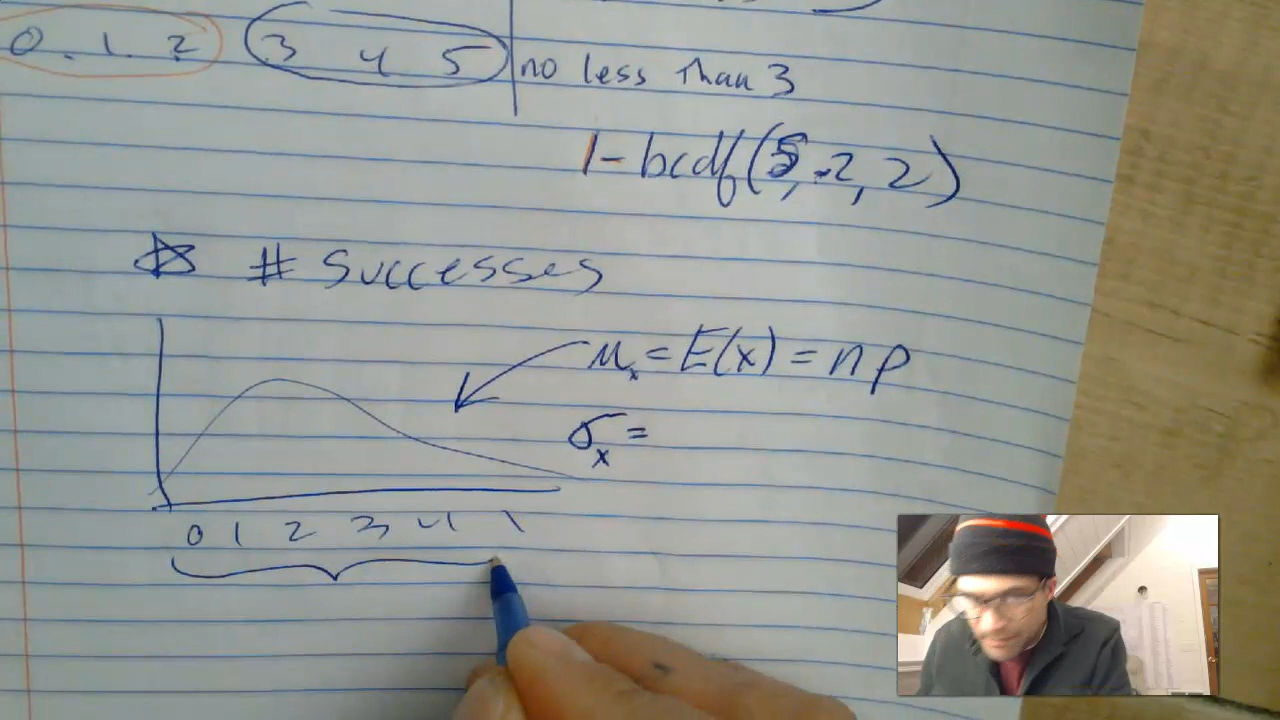 0 . 1 . 2 3 4 5
no less than 3
1-bcdf(5, .2, 2)
# Successes
μx = E(x) = np
σx =
0 1 2 3 4 \